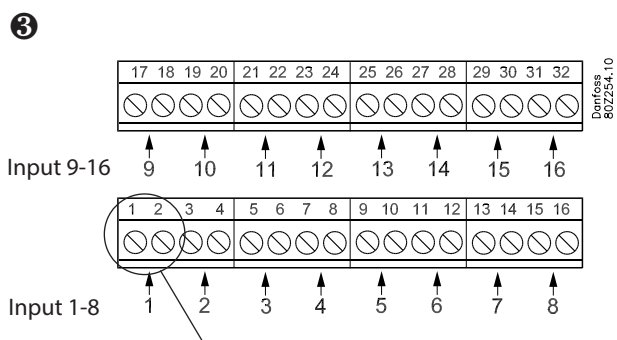 ❸
17 18 19 20 21 22 23 24 25 26 27 28 29 30 31 32
Danfoss
80Z254.10
Input 9-16 9 10 11 12 13 14 15 16
1 2 3 4 5 6 7 8 9 10 11 12 13 14 15 16
Input 1-8 1 2 3 4 5 6 7 8